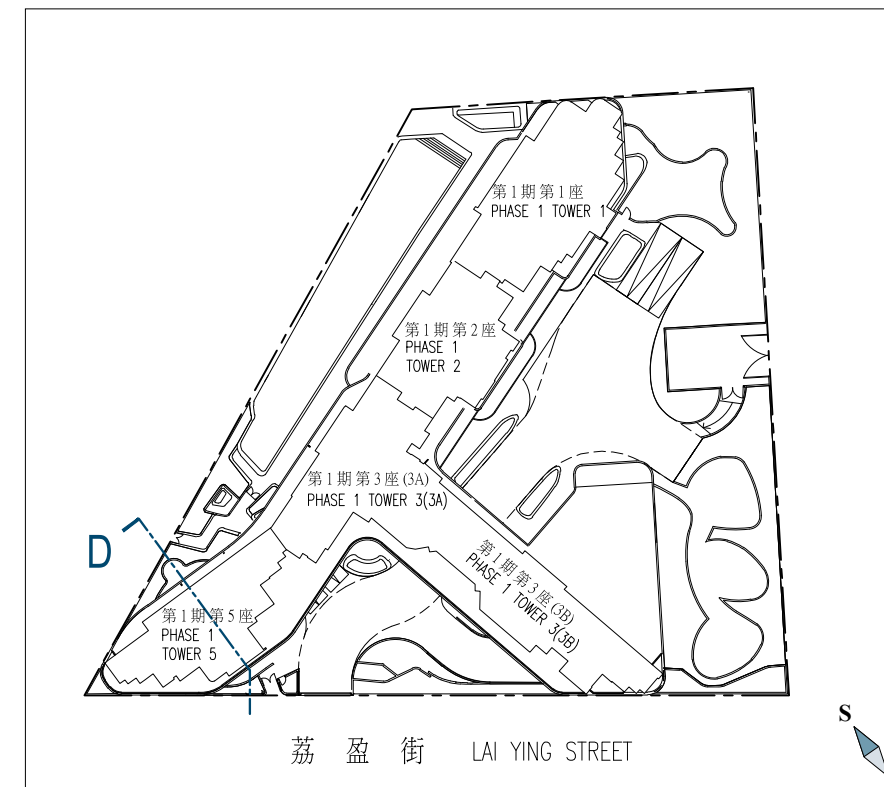 第1期第1座
PHASE 1 TOWER 1
第1期第2座
PHASE 1
TOWER 2
第1期第3座(3A)
PHASE 1 TOWER 3(3A)
第1期第3座(3B)
PHASE 1 TOWER 3(3B)
D
第1期第5座
PHASE 1
TOWER 5
S
荔盈街 LAI YING STREET